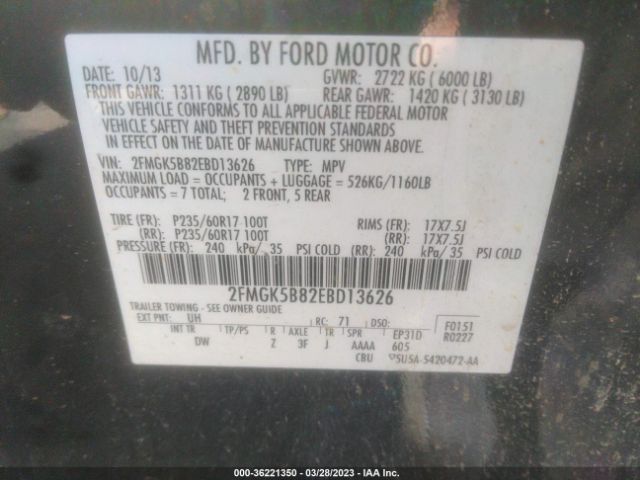 MFD. BY FORD MOTOR CO.
DATE: 10/13 GVWR: 2722 KG ( 6000 LB)
FRONT GAWR: 1311 KG ( 2890 LB) REAR GAWR: 1420 KG ( 3130 LB)
THIS VEHICLE CONFORMS TO ALL APPLICABLE FEDERAL MOTOR
VEHICLE SAFETY AND THEFT PREVENTION STANDARDS
IN EFFECT ON THE DATE OF MANUFACTURE SHOWN ABOVE.
VIN: 2FMGK5B82EBD13626 TYPE: MPV
MAXIMUM LOAD = OCCUPANTS + LUGGAGE = 526KG/1160LB
OCCUPANTS = 7 TOTAL; 2 FRONT, 5 REAR
TIRE (FR): P235/60R17 100T RIMS (FR): 17X7.5J
(RR): P235/60R17 100T (RR): 17X7.5J
PRESSURE (FR): 240 kPa/ 35 PSI COLD (RR): 240 kPa/ 35 PSI COLD
2FMGK5B82EBD13626
TRAILER TOWING - SEE OWNER GUIDE
EXT PNT: UH RC: 71 DSO: F0151
INT TR TP/PS R AXLE TR SPR EP31D R0227
DW Z 3F J AAAA 605
CBU 5U5A-5420472-AA
000-36221350 - 03/28/2023 - IAA Inc.